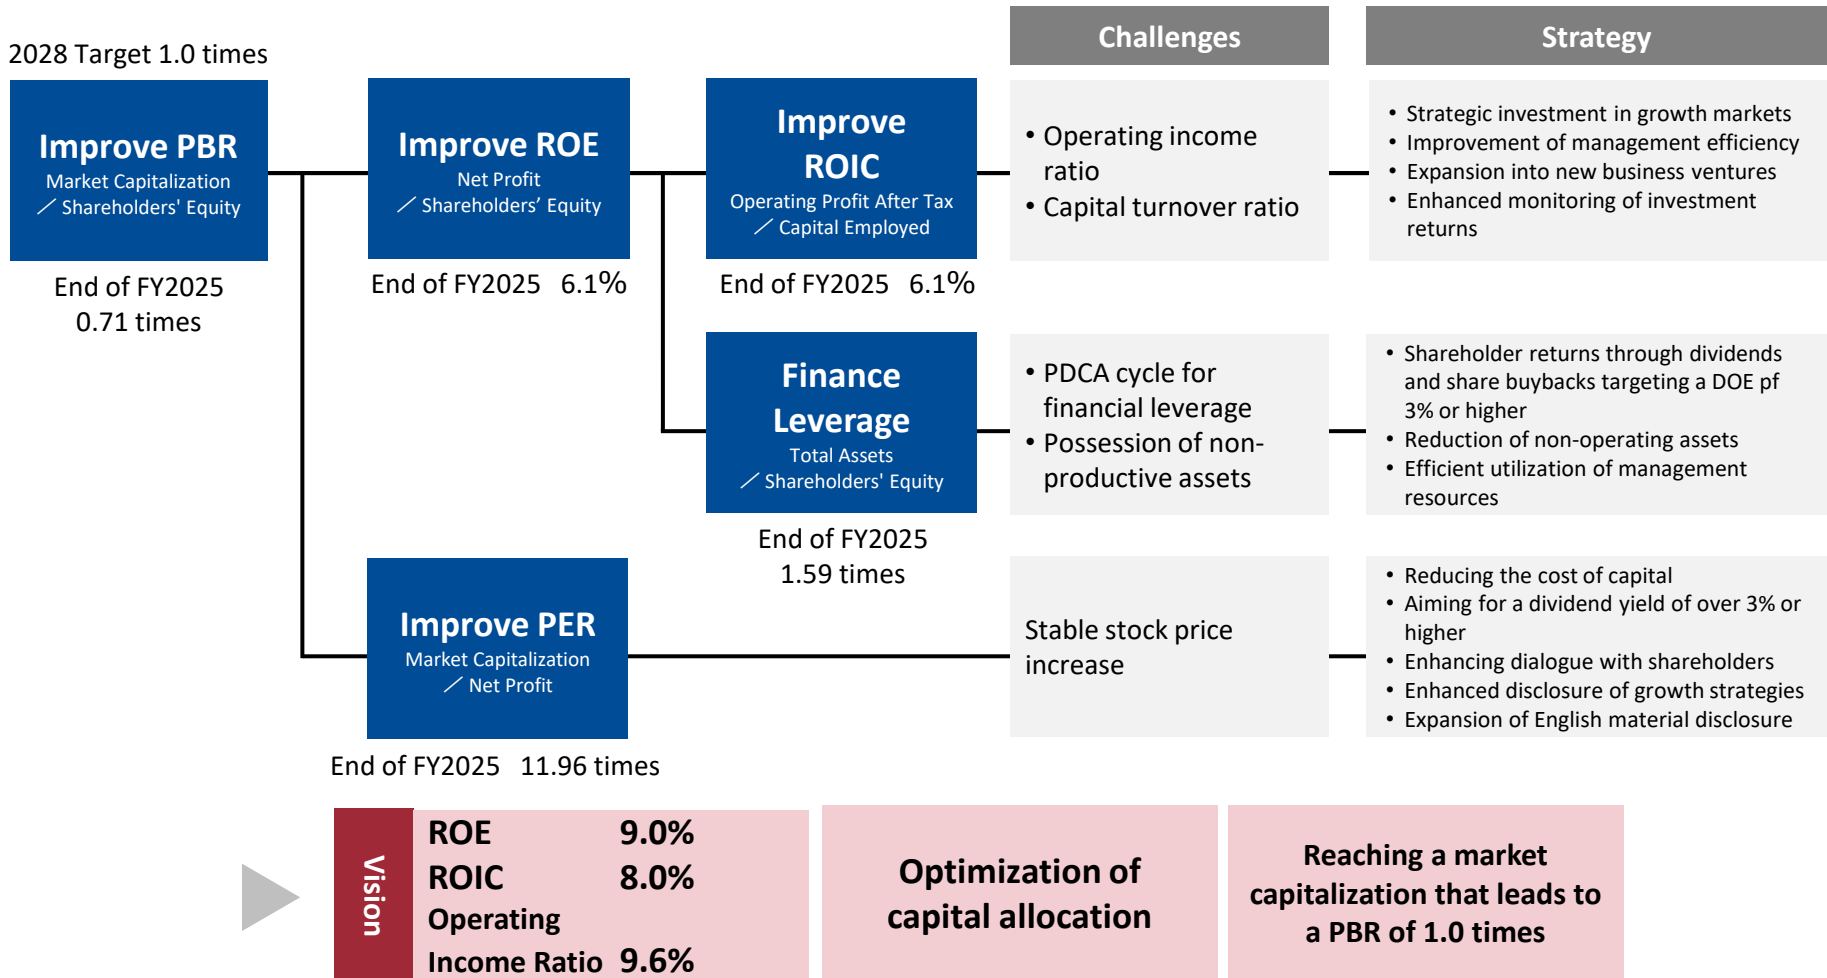 2028 Target 1.0 times
Challenges
Strategy
Improve PBR
Market Capitalization
／Shareholders' Equity
End of FY2025
0.71 times
Improve ROE
Net Profit
／Shareholders’ Equity
End of FY2025 6.1%
Improve
ROIC
Operating Profit After Tax
／Capital Employed
End of FY2025 6.1%
• Operating income
ratio
• Capital turnover ratio
• Strategic investment in growth markets
• Improvement of management efficiency
• Expansion into new business ventures
• Enhanced monitoring of investment
returns
Finance
Leverage
Total Assets
／Shareholders' Equity
End of FY2025
1.59 times
• PDCA cycle for
financial leverage
• Possession of non-
productive assets
• Shareholder returns through dividends
and share buybacks targeting a DOE pf
3% or higher
• Reduction of non-operating assets
• Efficient utilization of management
resources
Improve PER
Market Capitalization
／Net Profit
End of FY2025 11.96 times
Stable stock price
increase
• Reducing the cost of capital
• Aiming for a dividend yield of over 3% or
higher
• Enhancing dialogue with shareholders
• Enhanced disclosure of growth strategies
• Expansion of English material disclosure
Vision
ROE 9.0%
ROIC 8.0%
Operating
Income Ratio 9.6%
Optimization of
capital allocation
Reaching a market
capitalization that leads to
a PBR of 1.0 times